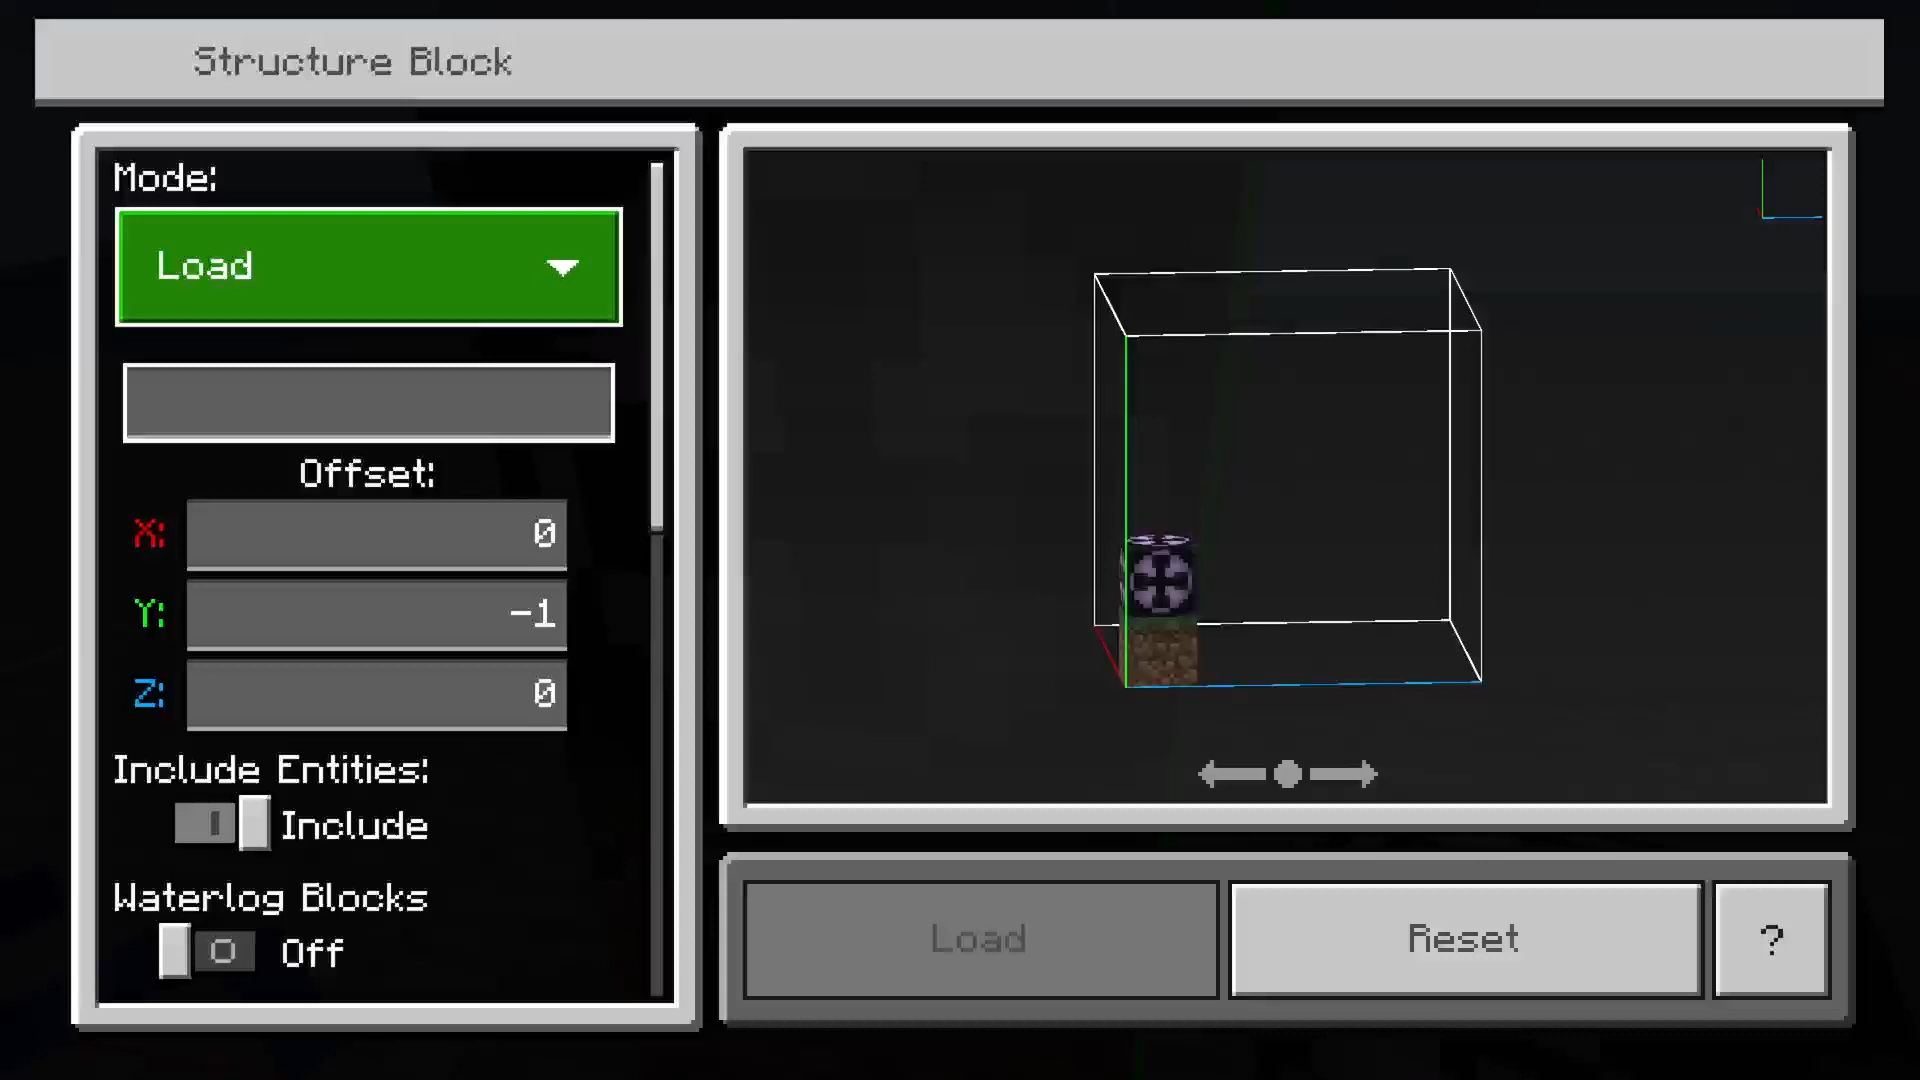 Structure Block
Mode:
Load
Offset:
X: 0
Y: -1
Z: 0
Include Entities:
Include
Waterlog Blocks
Off
Load
Reset
?